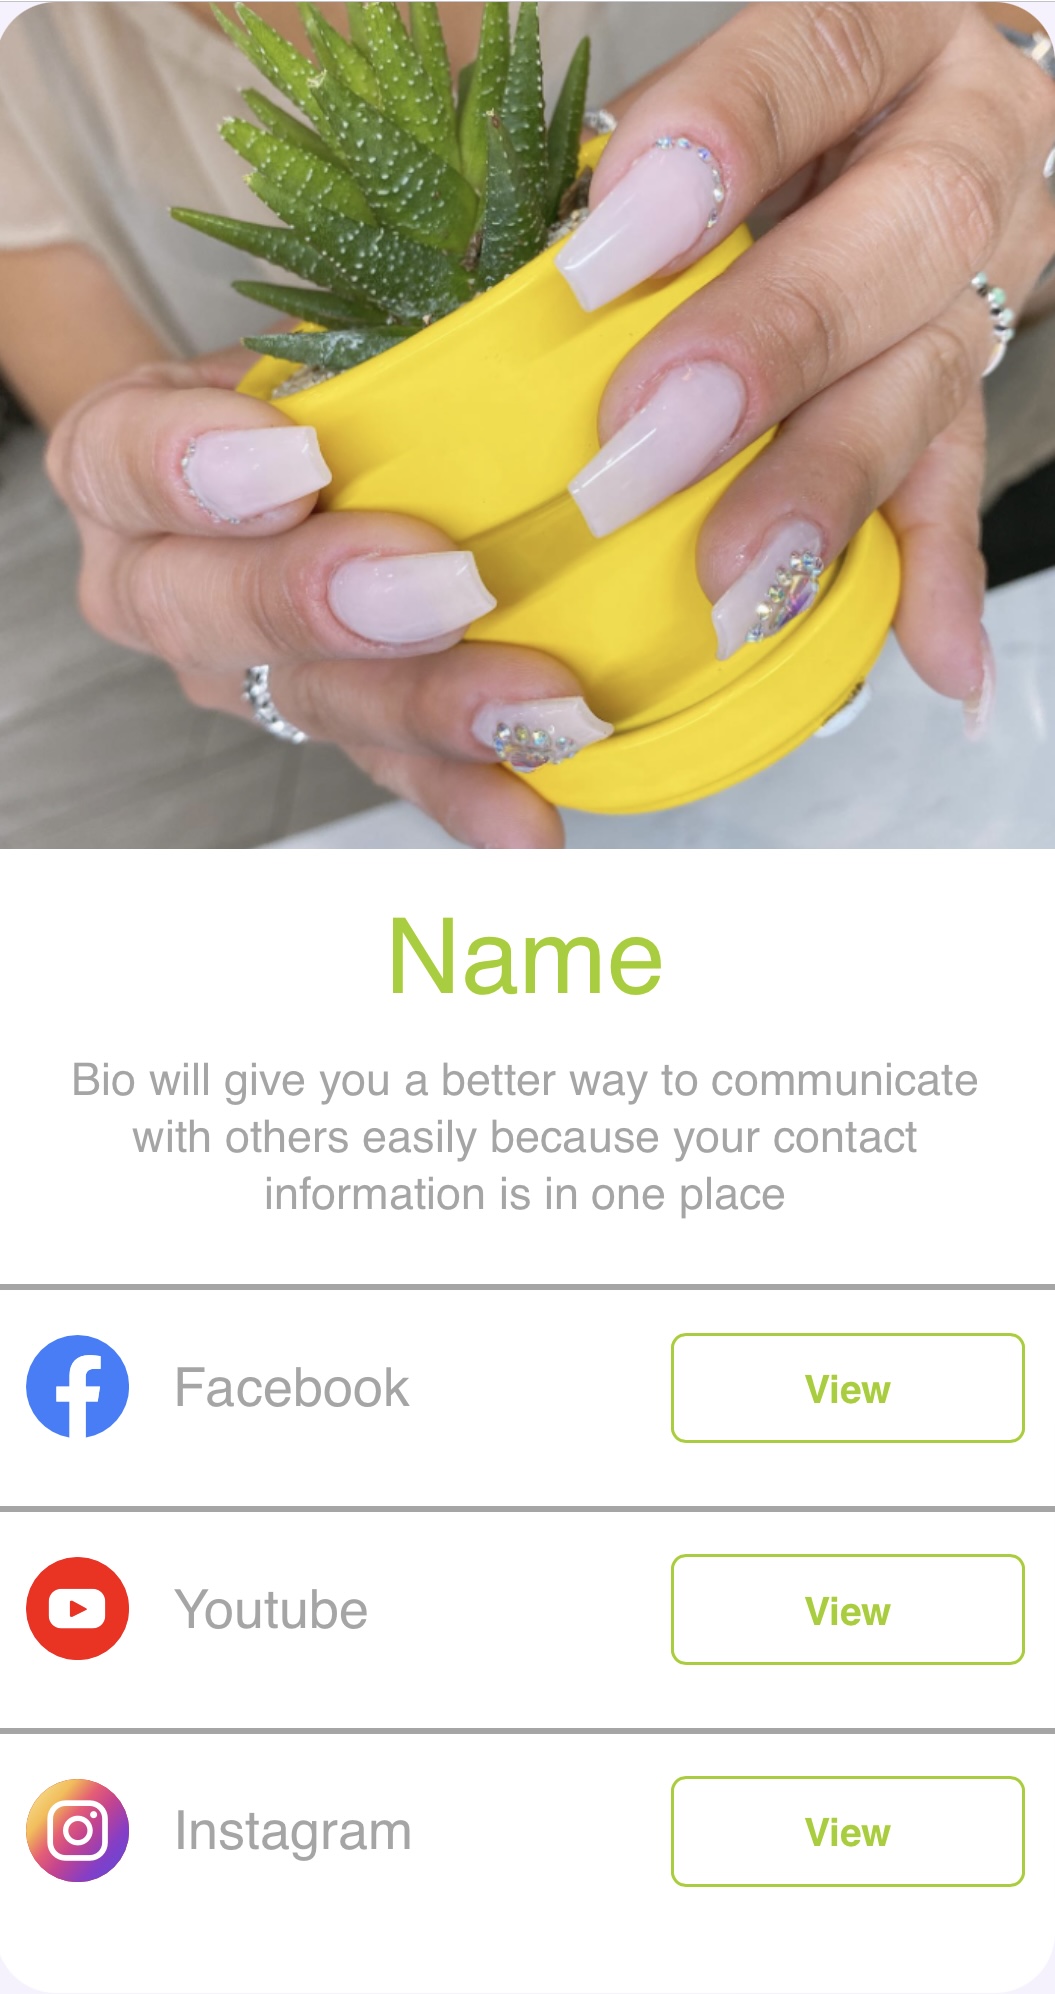 Name
Bio will give you a better way to communicate
with others easily because your contact
information is in one place
Facebook
View
Youtube
View
Instagram
View